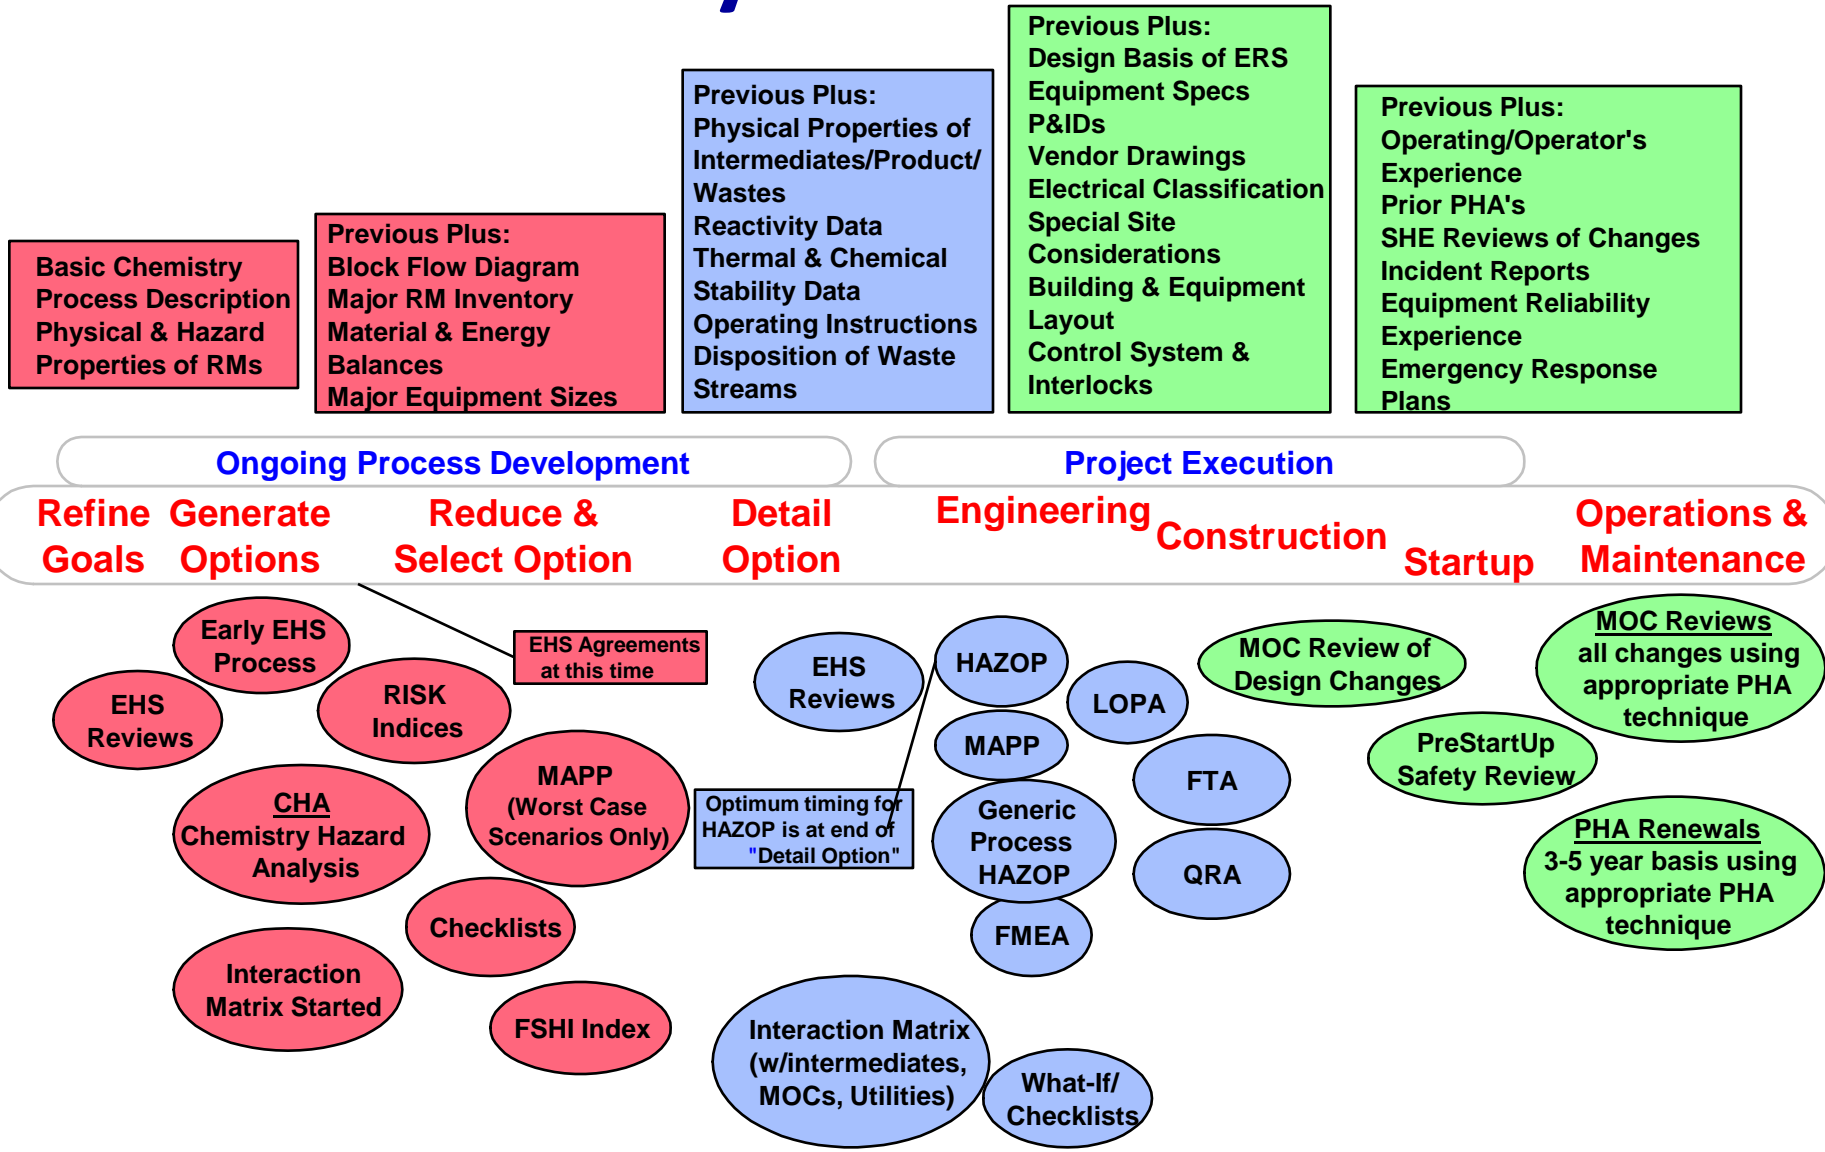 Basic Chemistry
Process Description
Physical & Hazard
Properties of RMs
Previous Plus:
Block Flow Diagram
Major RM Inventory
Material & Energy
Balances
Major Equipment Sizes
Previous Plus:
Physical Properties of
Intermediates/Product/
Wastes
Reactivity Data
Thermal & Chemical
Stability Data
Operating Instructions
Disposition of Waste
Streams
Previous Plus:
Design Basis of ERS
Equipment Specs
P&IDs
Vendor Drawings
Electrical Classification
Special Site
Considerations
Building & Equipment
Layout
Control System &
Interlocks
Previous Plus:
Operating/Operator's
Experience
Prior PHA's
SHE Reviews of Changes
Incident Reports
Equipment Reliability
Experience
Emergency Response
Plans
Ongoing Process Development
Project Execution
Refine
Goals
Generate
Options
Reduce &
Select Option
Detail
Option
Engineering
Construction
Startup
Operations &
Maintenance
Early EHS
Process
EHS
Reviews
RISK
Indices
EHS Agreements
at this time
CHA
Chemistry Hazard
Analysis
MAPP
(Worst Case
Scenarios Only)
Checklists
Interaction
Matrix Started
FSHI Index
EHS
Reviews
Optimum timing for
HAZOP is at end of
"Detail Option"
HAZOP
LOPA
MAPP
FTA
Generic
Process
HAZOP
QRA
FMEA
Interaction Matrix
(w/intermediates,
MOCs, Utilities)
What-If/
Checklists
MOC Review of
Design Changes
PreStartUp
Safety Review
MOC Reviews
all changes using
appropriate PHA
technique
PHA Renewals
3-5 year basis using
appropriate PHA
technique